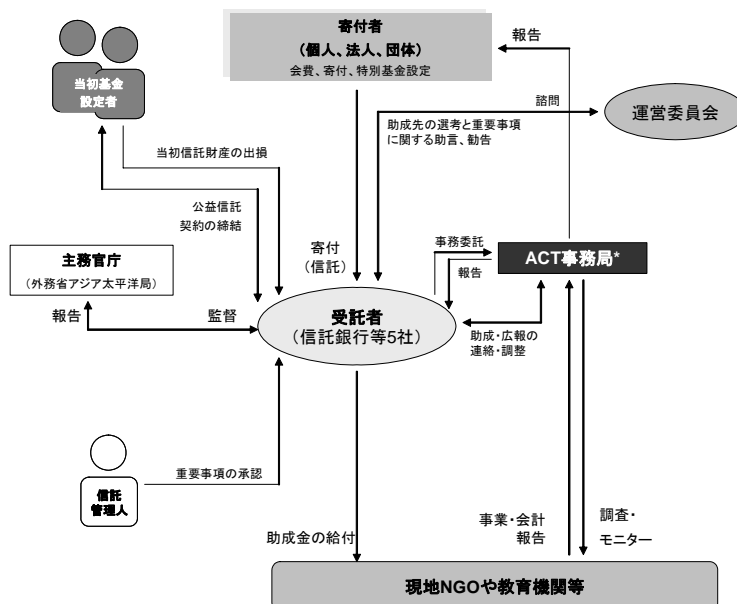 寄付者
(個人、法人、団体)
会費、寄付、特別基金設定
報告
当初基金
設定者
諮問
運営委員会
助成先の選考と重要事項
に関する助言、勧告
当初信託財産の出損
公益信託
契約の締結
主務官庁
(外務省アジア太平洋局)
寄付
(信託)
事務委託
報告
ACT事務局*
報告
監督
受託者
(信託銀行等5社)
助成・広報の
連絡・調整
重要事項の承認
信託
管理人
助成金の給付
事業・会計
報告
調査・
モニター
現地NGOや教育機関等